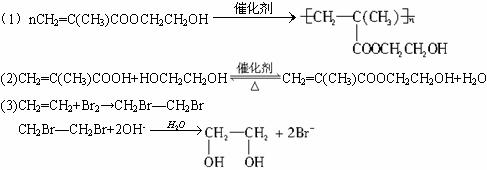 (1) nCH₂=C(CH₃)COOCH₂CH₂OH 催化剂 -[CH₂—C(CH₃)]-n
COOCH₂CH₂OH
(2)CH₂=C(CH₃)COOH+HOCH₂CH₂OH 催化剂 △ CH₂=C(CH₃)COOCH₂CH₂OH+H₂O
(3)CH₂=CH₂+Br₂→CH₂Br—CH₂Br
CH₂Br—CH₂Br+2OH⁻ H₂O CH₂—CH₂ + 2Br⁻
OH OH